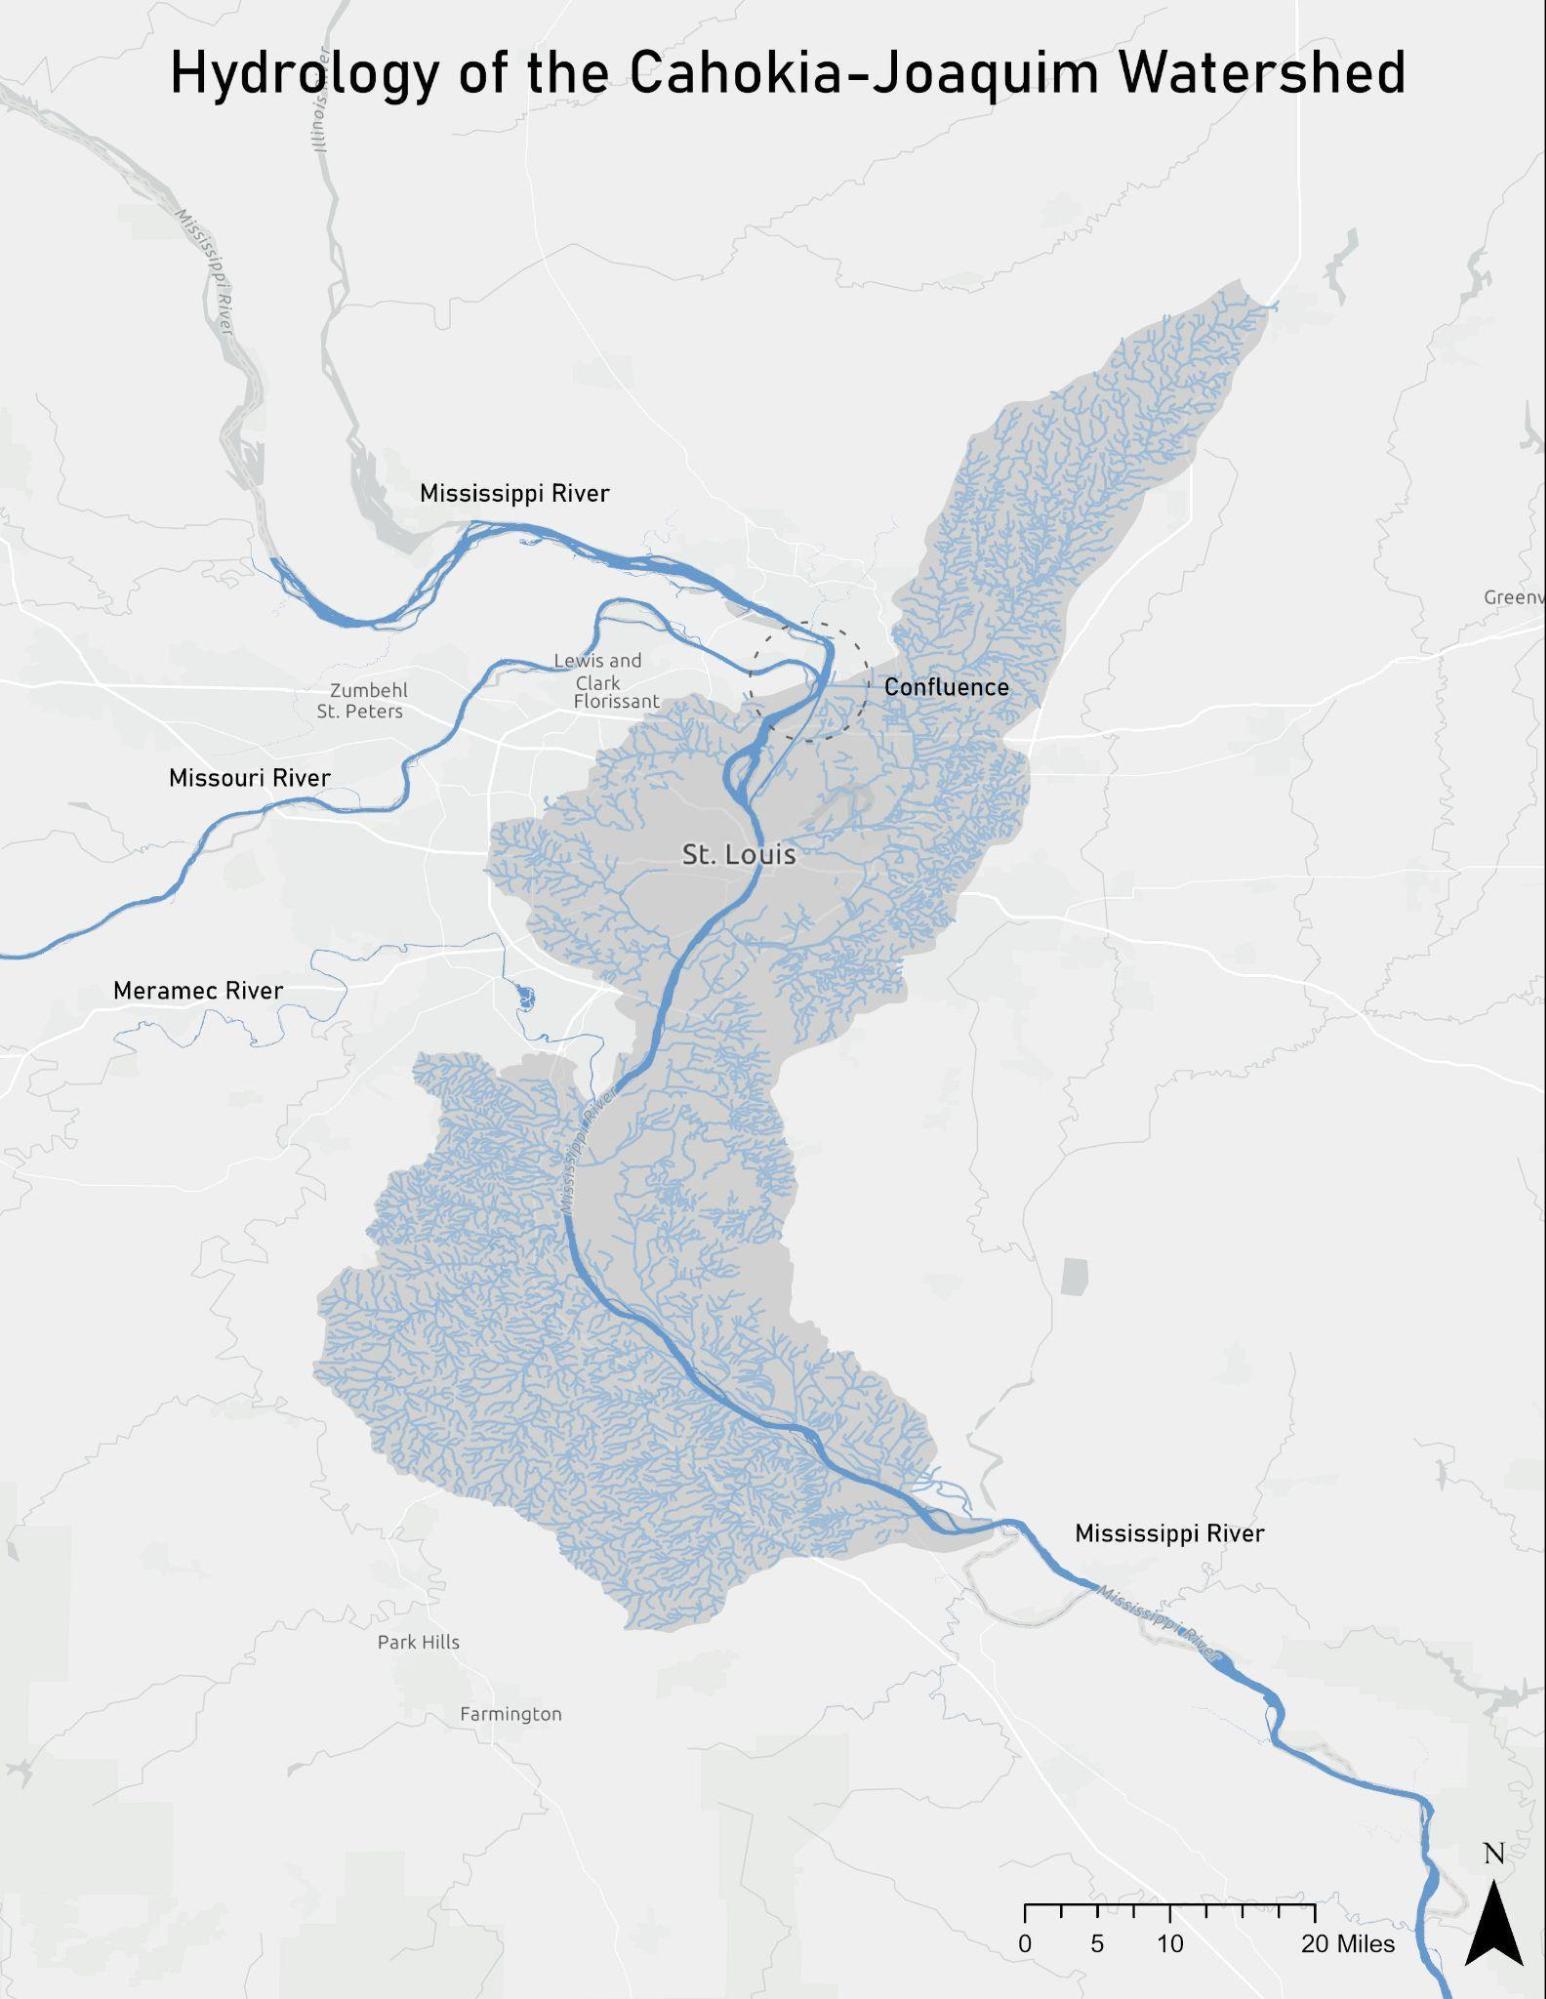 Hydrology of the Cahokia-Joaquim Watershed
Illinois River
Mississippi River
Mississippi River
Greenv
Lewis and
Clark
Florissant
Zumbehl
St. Peters
Confluence
Missouri River
St. Louis
Meramec River
Mississippi River
Mississippi River
Mississippi River
Park Hills
Farmington
N
0 5 10 20 Miles